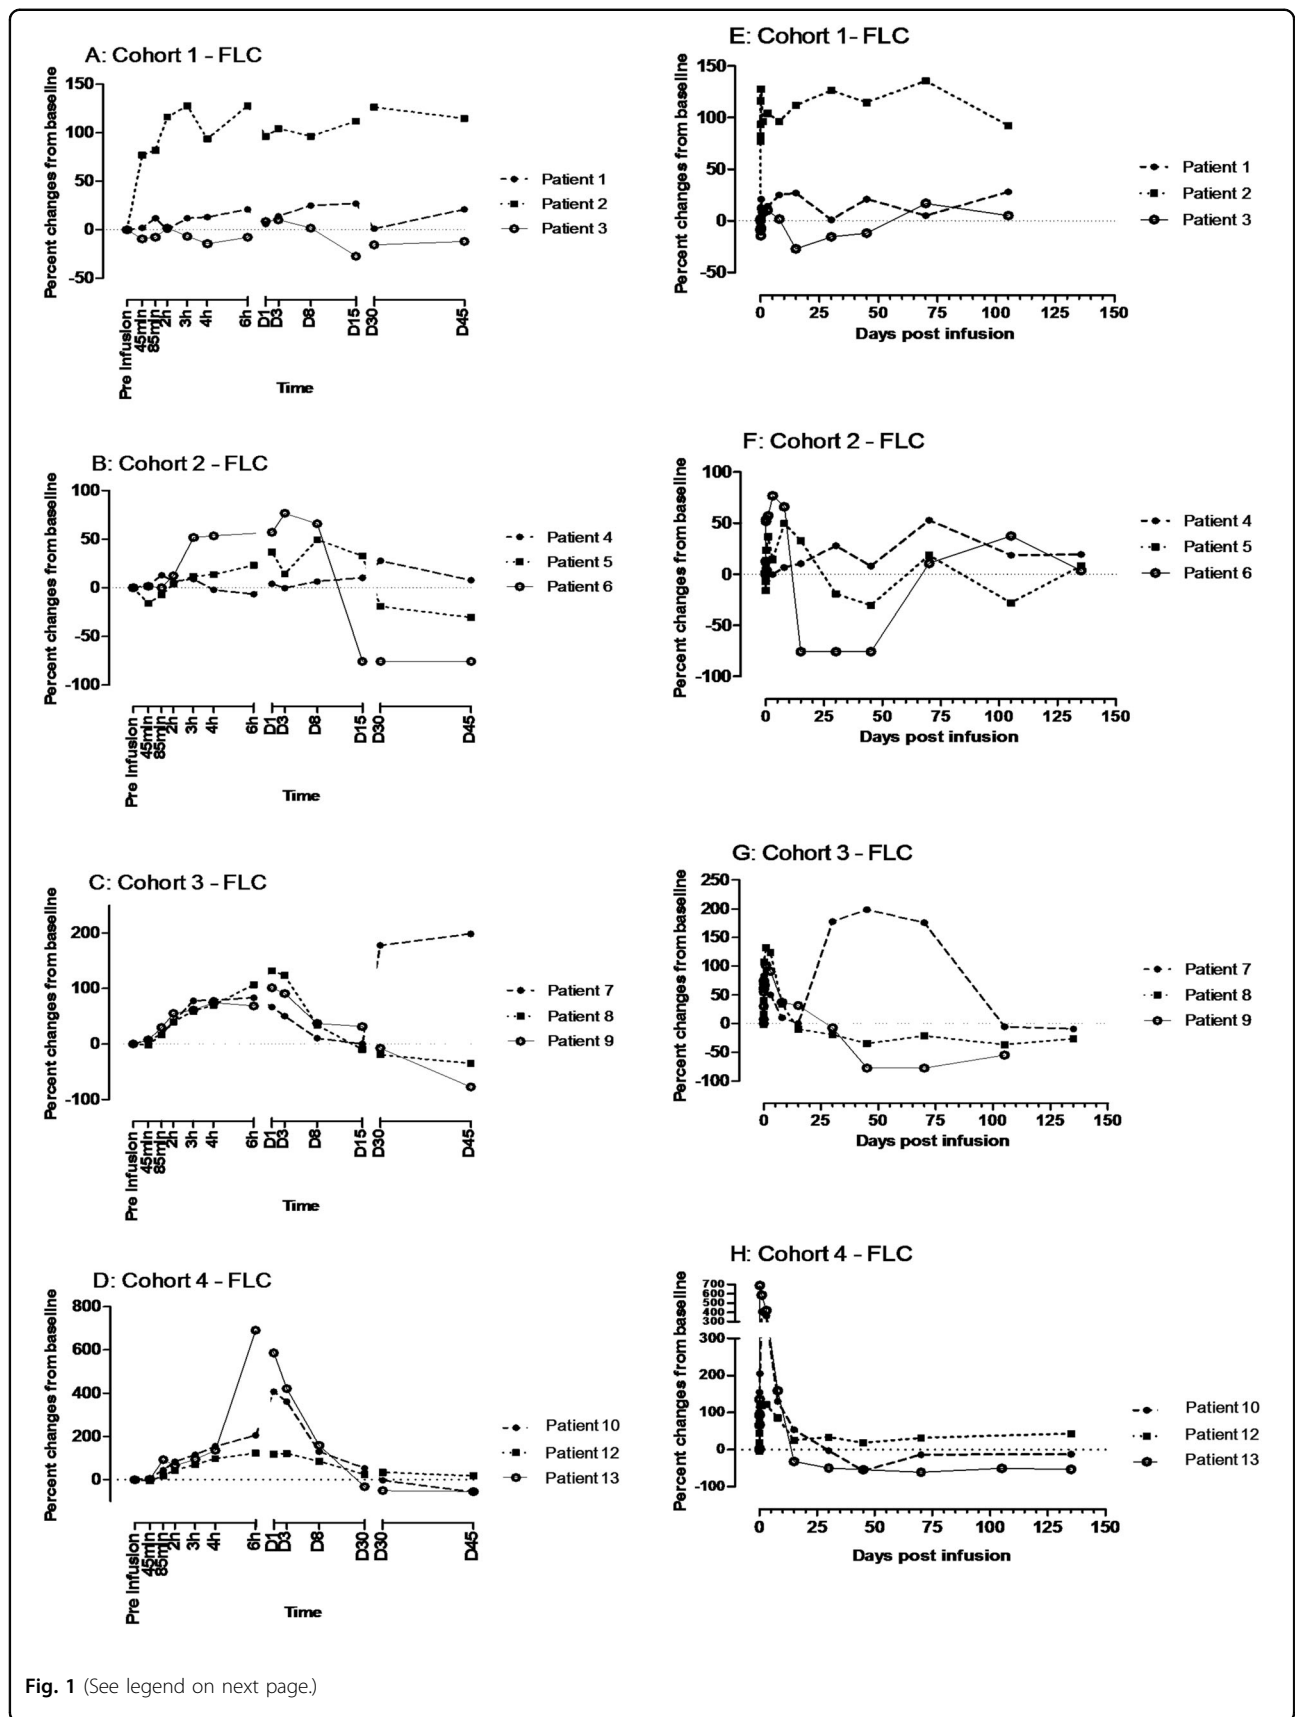 A: Cohort 1 - FLC
Percent changes from baseline
150
100
50
0
-50
Pre Infusion
45min
85min
2h
3h
4h
6h
D1
D3
D8
D15
D30
D45
Time
Patient 1
Patient 2
Patient 3
E: Cohort 1- FLC
Percent changes from baseline
150
100
50
0
-50
0 25 50 75 100 125 150
Days post infusion
Patient 1
Patient 2
Patient 3
B: Cohort 2 - FLC
Percent changes from baseline
100
50
0
-50
-100
Pre Infusion
45min
85min
2h
3h
4h
6h
D1
D3
D8
D15
D30
D45
Time
Patient 4
Patient 5
Patient 6
F: Cohort 2 - FLC
Percent changes from baseline
100
50
0
-50
-100
0 25 50 75 100 125 150
Days post infusion
Patient 4
Patient 5
Patient 6
C: Cohort 3 - FLC
Percent changes from baseline
200
100
0
-100
Pre Infusion
45min
85min
2h
3h
4h
6h
D1
D3
D8
D15
D30
D45
Time
Patient 7
Patient 8
Patient 9
G: Cohort 3 - FLC
Percent changes from baseline
250
200
150
100
50
0
-50
-100
0 25 50 75 100 125 150
Days post infusion
Patient 7
Patient 8
Patient 9
D: Cohort 4 - FLC
Percent changes from baseline
800
600
400
200
0
Pre Infusion
45min
85min
2h
3h
4h
6h
D1
D3
D8
D30
D30
D45
Time
Patient 10
Patient 12
Patient 13
H: Cohort 4 - FLC
Percent changes from baseline
700
600
500
400
300
300
200
100
0
-100
0 25 50 75 100 125 150
Days post infusion
Patient 10
Patient 12
Patient 13
Fig. 1 (See legend on next page.)